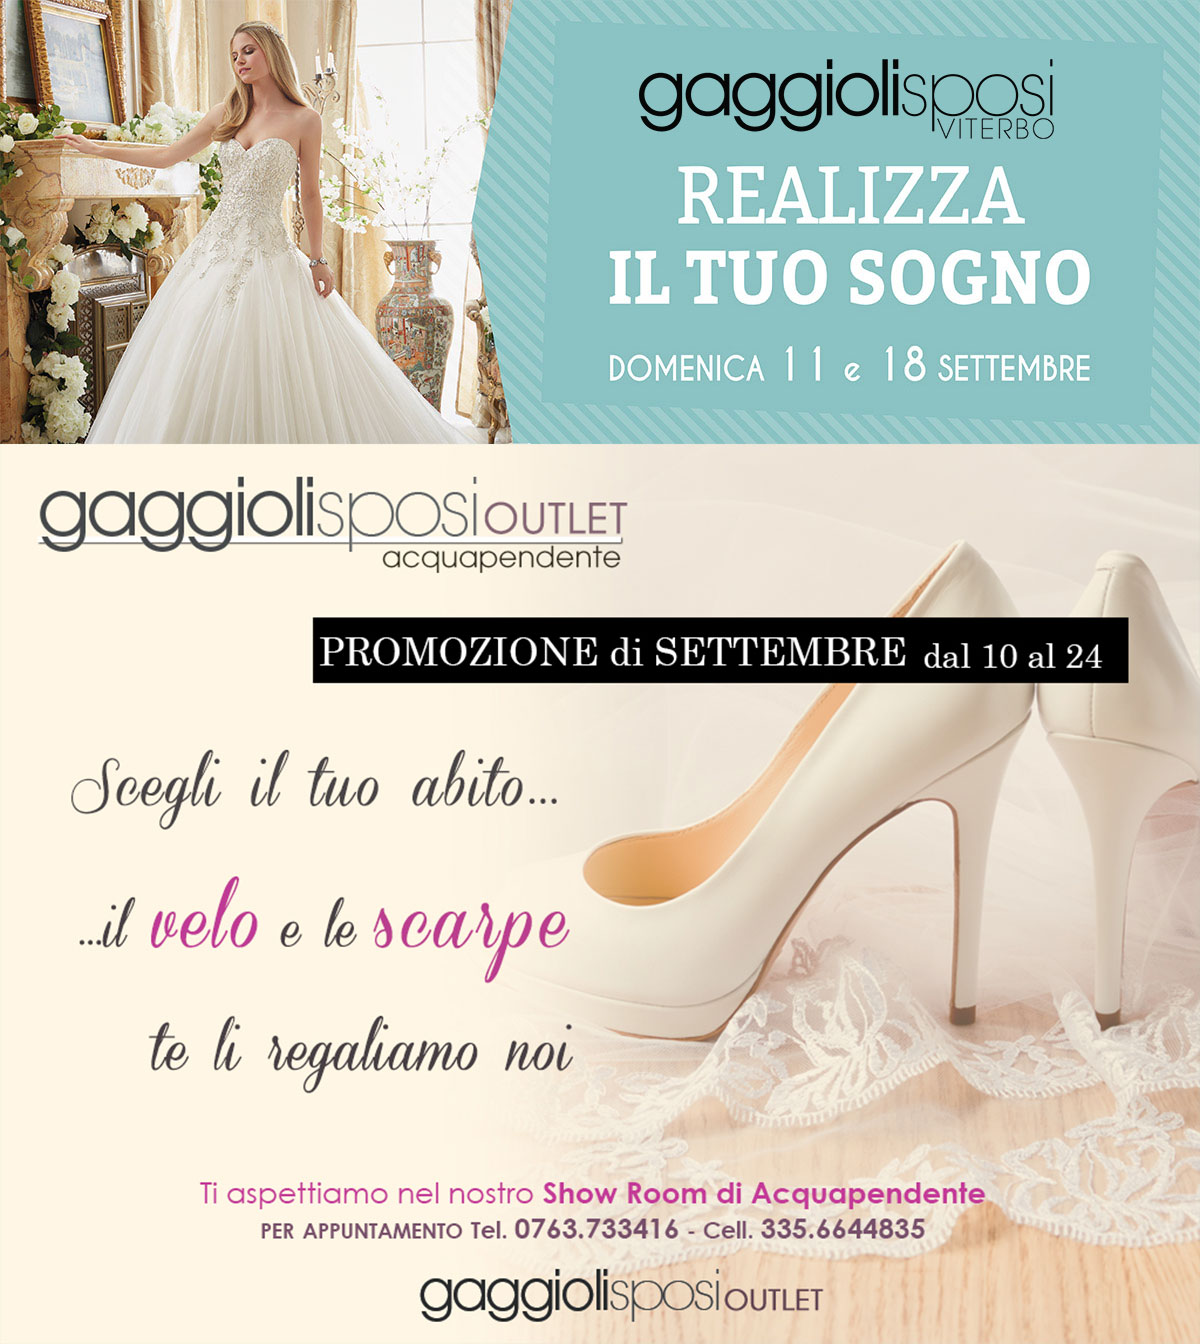 gaggiolisposi
VITERBO
REALIZZA
IL TUO SOGNO
DOMENICA 11 e 18 SETTEMBRE
gaggiolisposi OUTLET
acquapendente
PROMOZIONE di SETTEMBRE dal 10 al 24
Scegli il tuo abito...
...il velo e le scarpe
te li regaliamo noi
Ti aspettiamo nel nostro Show Room di Acquapendente
PER APPUNTAMENTO Tel. 0763.733416 - Cell. 335.6644835
gaggiolisposi OUTLET